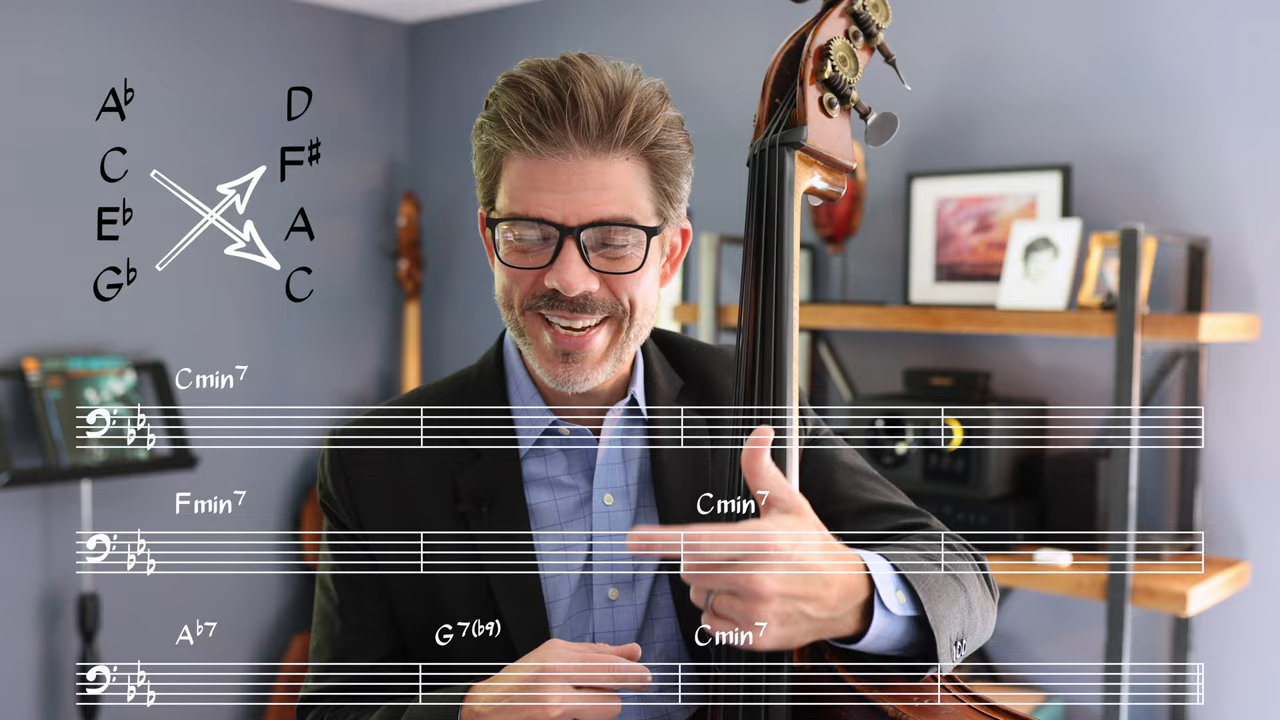 A♭ D
C F♯
E♭ A
G♭ C
Cmin7
Fmin7 Cmin7
A♭7 G7(♭9) Cmin7